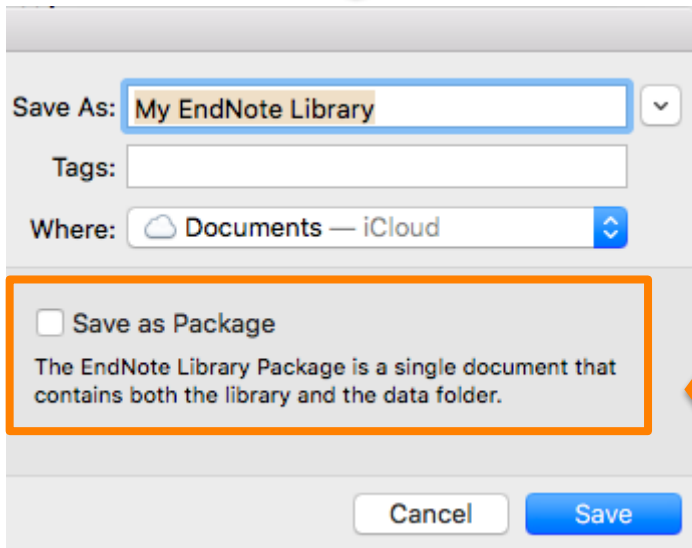 Save As: My EndNote Library
Tags:
Where: Documents — iCloud
Save as Package
The EndNote Library Package is a single document that
contains both the library and the data folder.
Cancel Save